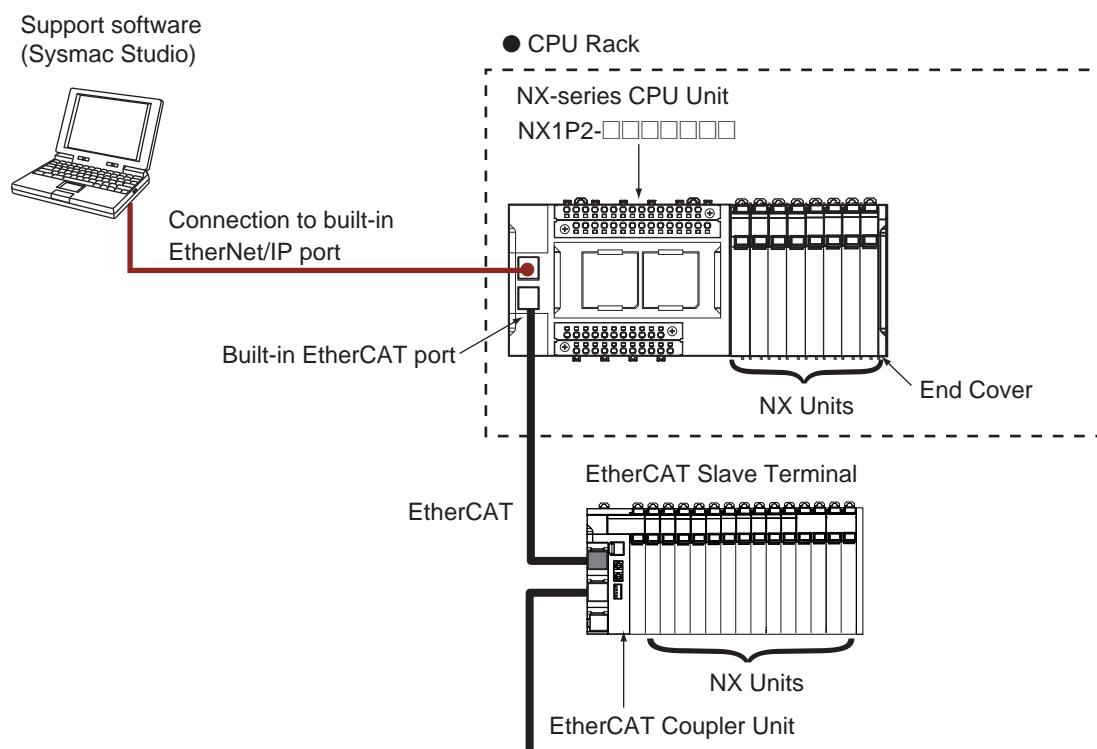 Support software
(Sysmac Studio)
● CPU Rack
NX-series CPU Unit
NX1P2-□□□□□□□
Connection to built-in
EtherNet/IP port
Built-in EtherCAT port
End Cover
NX Units
EtherCAT Slave Terminal
EtherCAT
NX Units
EtherCAT Coupler Unit